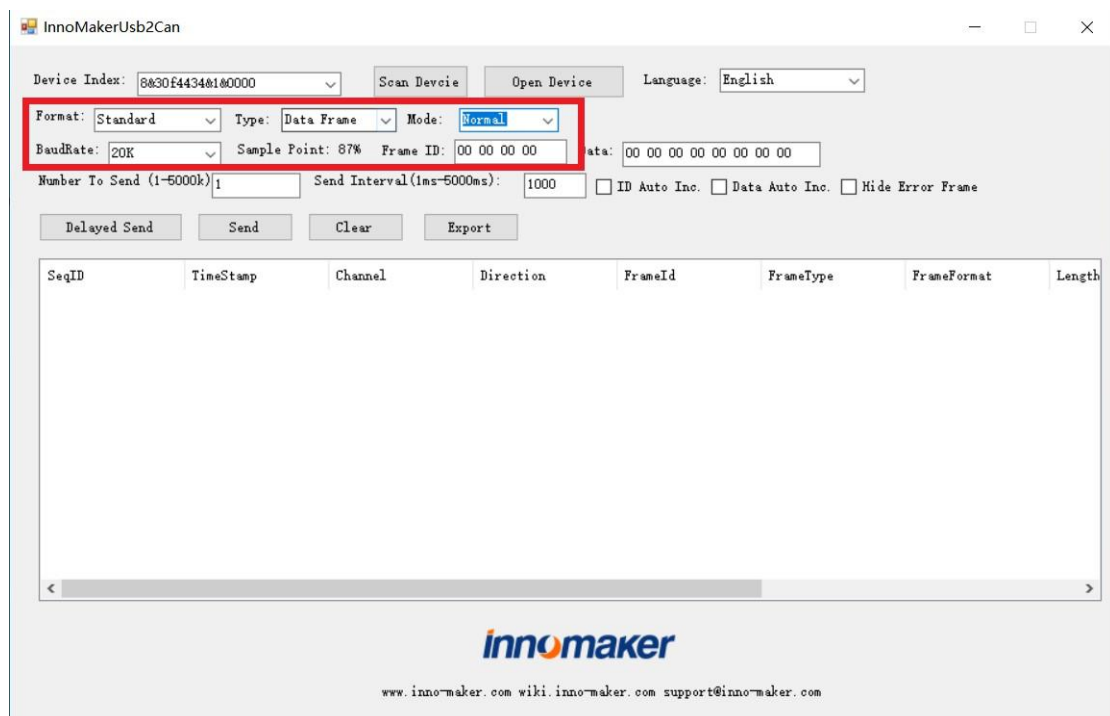 InnoMakerUsb2Can
Device Index: 8&30f4434&1&0000 Scan Devcie Open Device Language: English
Format: Standard Type: Data Frame Mode: Normal
BaudRate: 20K Sample Point: 87% Frame ID: 00 00 00 00 ata: 00 00 00 00 00 00 00 00
Number To Send (1-5000k) 1 Send Interval(1ms-5000ms): 1000 ID Auto Inc. Data Auto Inc. Hide Error Frame
Delayed Send Send Clear Export
SeqID TimeStamp Channel Direction FrameId FrameType FrameFormat Length
innomaker
www.inno-maker.com wiki.inno-maker.com support@inno-maker.com